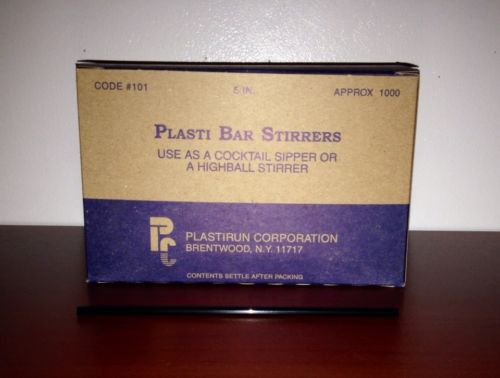 CODE #101 5 IN. APPROX 1000
PLASTI BAR STIRRERS
USE AS A COCKTAIL SIPPER OR
A HIGHBALL STIRRER
PC
PLASTIRUN CORPORATION
BRENTWOOD, N.Y. 11717
CONTENTS SETTLE AFTER PACKING